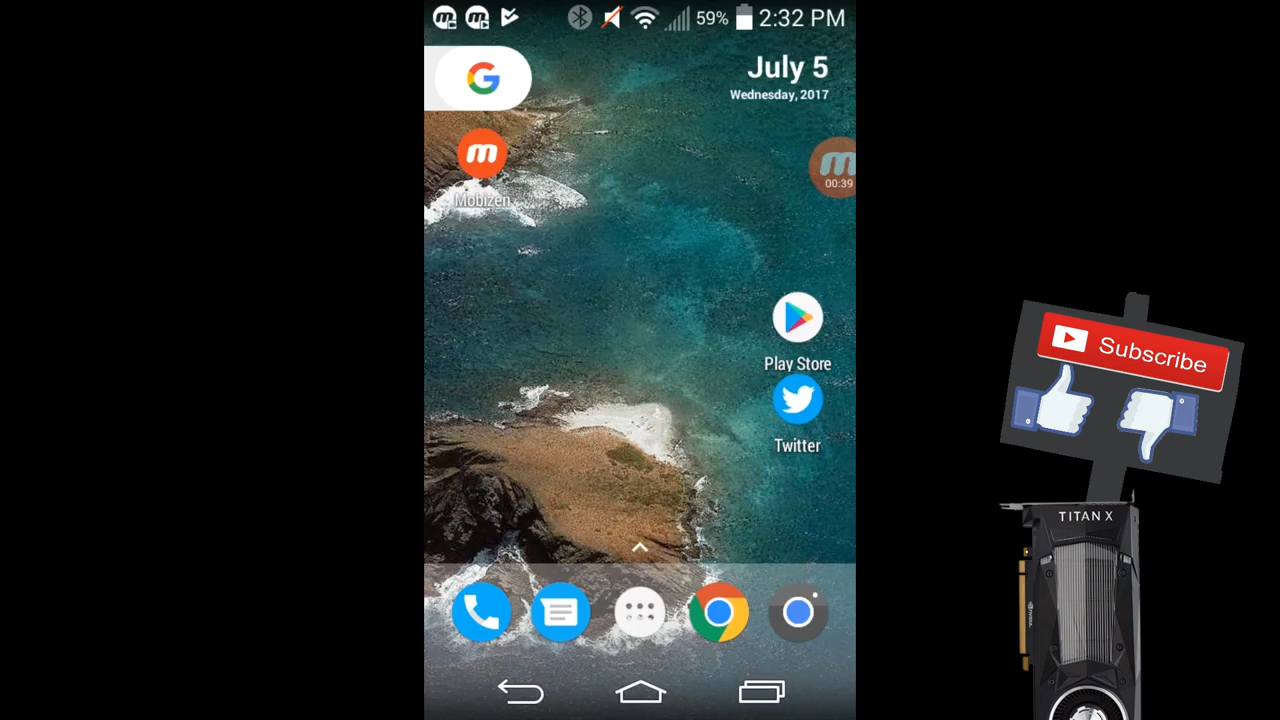 59% 2:32 PM
July 5
Wednesday, 2017
Mobizen
00:39
Play Store
Twitter
Subscribe
TITAN X